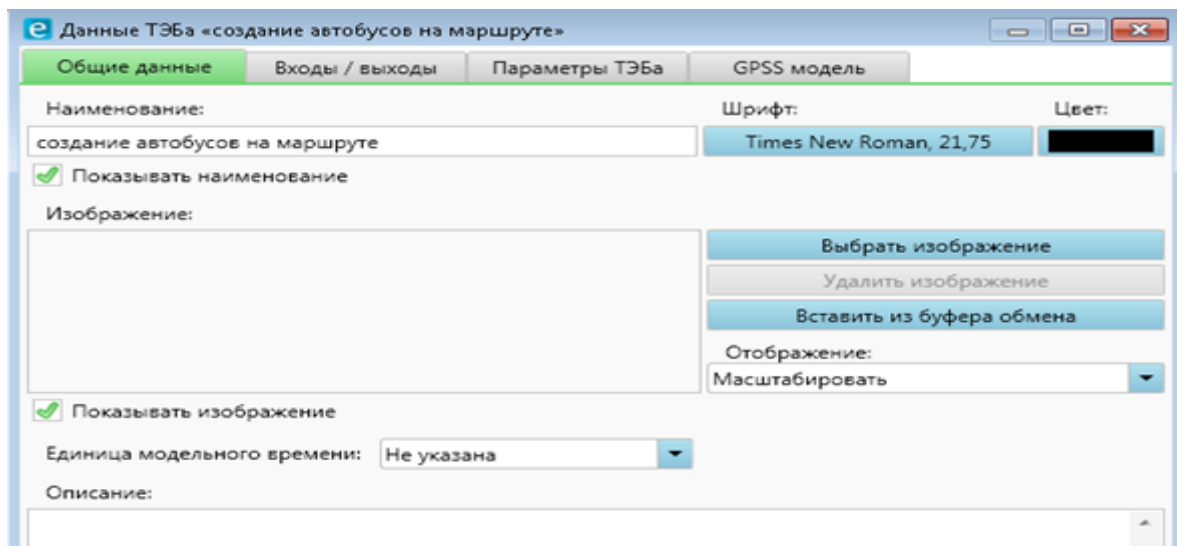 Данные ТЭБа «создание автобусов на маршруте»
Общие данные Входы / выходы Параметры ТЭБа GPSS модель
Наименование: Шрифт: Цвет:
создание автобусов на маршруте Times New Roman, 21,75
Показывать наименование
Изображение:
Выбрать изображение
Удалить изображение
Вставить из буфера обмена
Отображение:
Масштабировать
Показывать изображение
Единица модельного времени: Не указана
Описание: